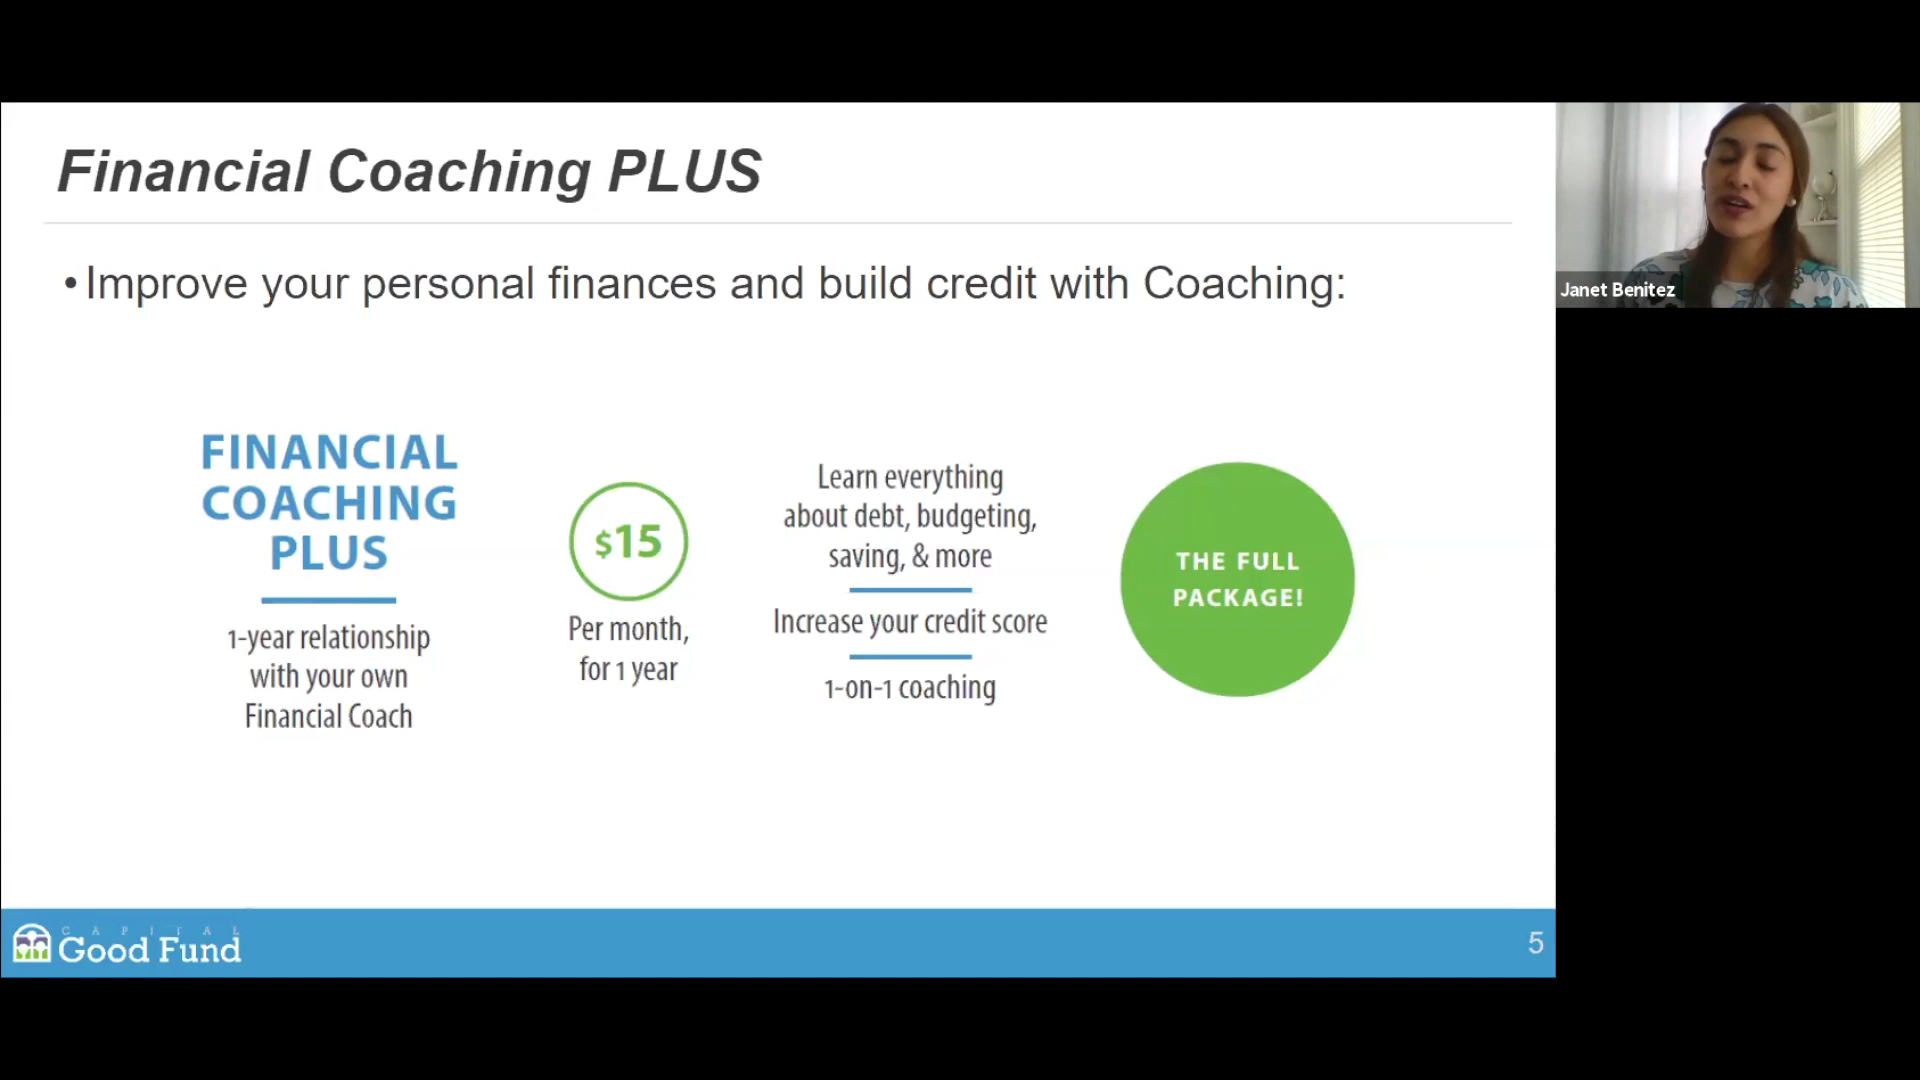 Financial Coaching PLUS
• Improve your personal finances and build credit with Coaching:
FINANCIAL
COACHING
PLUS
1-year relationship
with your own
Financial Coach
$15
Per month,
for 1 year
Learn everything
about debt, budgeting,
saving, & more
Increase your credit score
1-on-1 coaching
THE FULL
PACKAGE!
Janet Benitez
CAPITAL
Good Fund
5